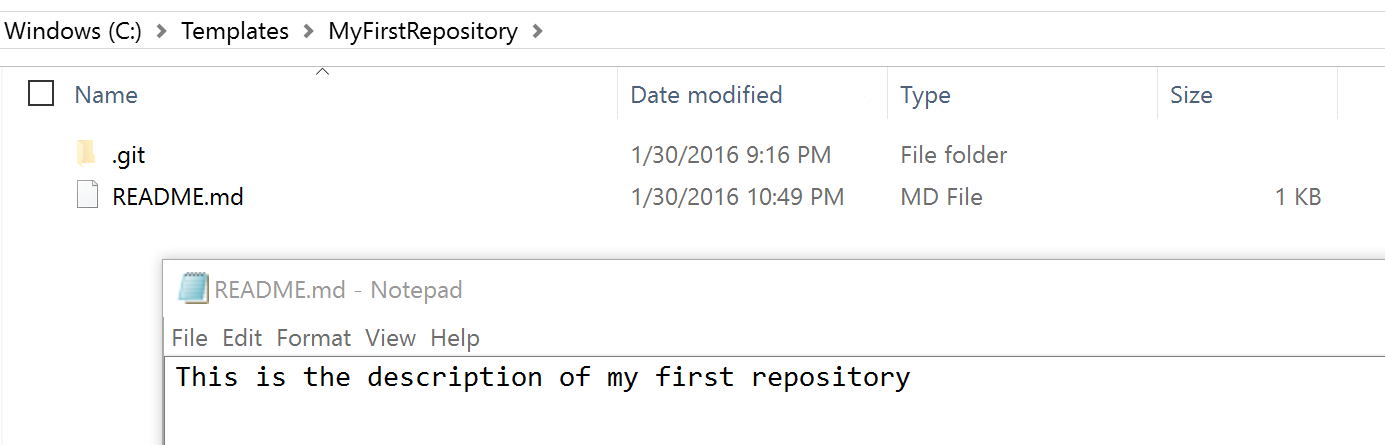 Windows (C:) > Templates > MyFirstRepository >
Name Date modified Type Size
.git 1/30/2016 9:16 PM File folder
README.md 1/30/2016 10:49 PM MD File 1 KB
README.md - Notepad
File Edit Format View Help
This is the description of my first repository